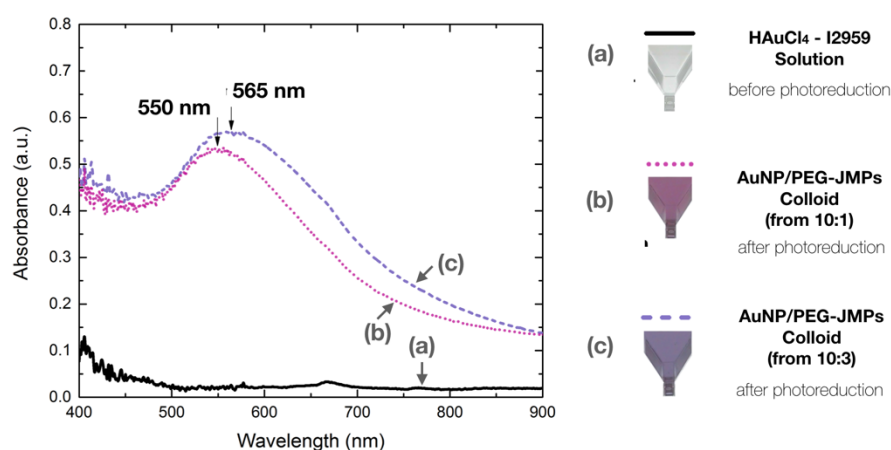 0.8
0.7
0.6
0.5
0.4
0.3
0.2
0.1
0.0
Absorbance (a.u.)
550 nm
565 nm
(c)
(b)
(a)
400 500 600 700 800 900
Wavelength (nm)
(a)
HAuCl4 - I2959
Solution
before photoreduction
(b)
AuNP/PEG-JMPs
Colloid
(from 10:1)
after photoreduction
(c)
AuNP/PEG-JMPs
Colloid
(from 10:3)
after photoreduction